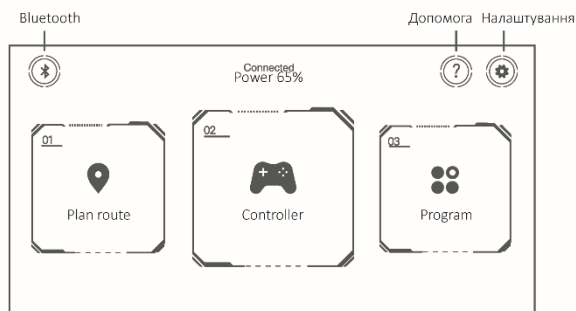 Bluetooth
Допомога Налаштування
Connected
Power 65%
?
01
02
03
Plan route
Controller
Program